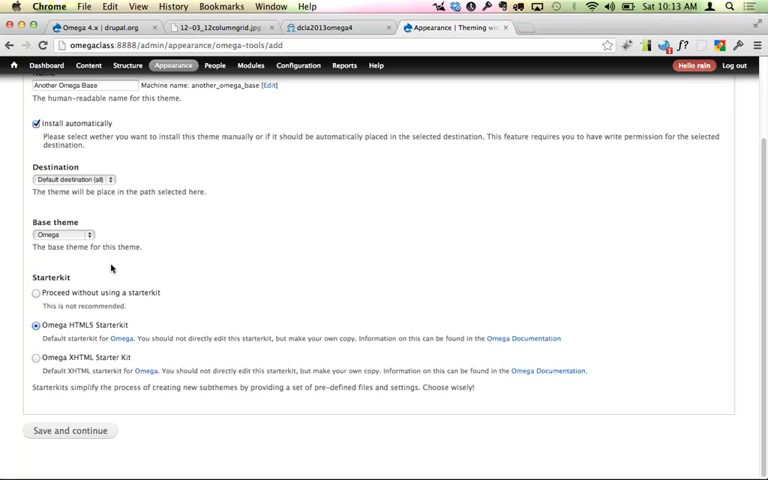 Chrome File Edit View History Bookmarks Window Help Sat 10:13 AM
Omega 4.x | drupal.org 12-03_12columngrid.jpg dcla2013omega4 Appearance | Theming wit
omegaclass:8888/admin/appearance/omega-tools/add
Dashboard Content Structure Appearance People Modules Configuration Reports Help Hello rain Log out
Name
Another Omega Base Machine name: another_omega_base [Edit]
The human-readable name for this theme.
Install automatically
Please select wether you want to install this theme manually or if it should be automatically placed in the selected destination. This feature requires you to have write permission for the selected
destination.
Destination
Default destination (all)
The theme will be place in the path selected here.
Base theme
Omega
The base theme for this theme.
Starterkit
Proceed without using a starterkit
This is not recommended.
Omega HTML5 Starterkit
Default starterkit for Omega. You should not directly edit this starterkit, but make your own copy. Information on this can be found in the Omega Documentation
Omega XHTML Starter Kit
Default XHTML starterkit for Omega. You should not directly edit this starterkit, but make your own copy. Information on this can be found in the Omega Documentation.
Starterkits simplify the process of creating new subthemes by providing a set of pre-defined files and settings. Choose wisely!
Save and continue